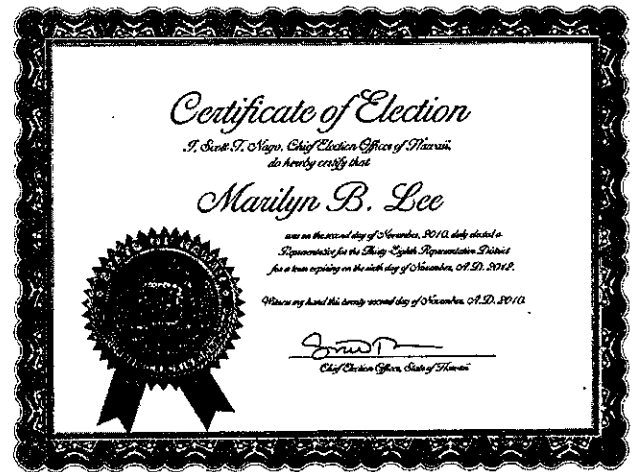 Certificate of Election
I, Scott T. Nago, Chief Election Officer of Hawaii,
do hereby certify that
Marilyn B. Lee
was on the second day of November, 2010, duly elected a
Representative for the Thirty-Eighth Representative District
for a term expiring on the sixth day of November, A.D. 2012.
Witness my hand this twenty-second day of November, A.D. 2010.
Chief Election Officer, State of Hawaii